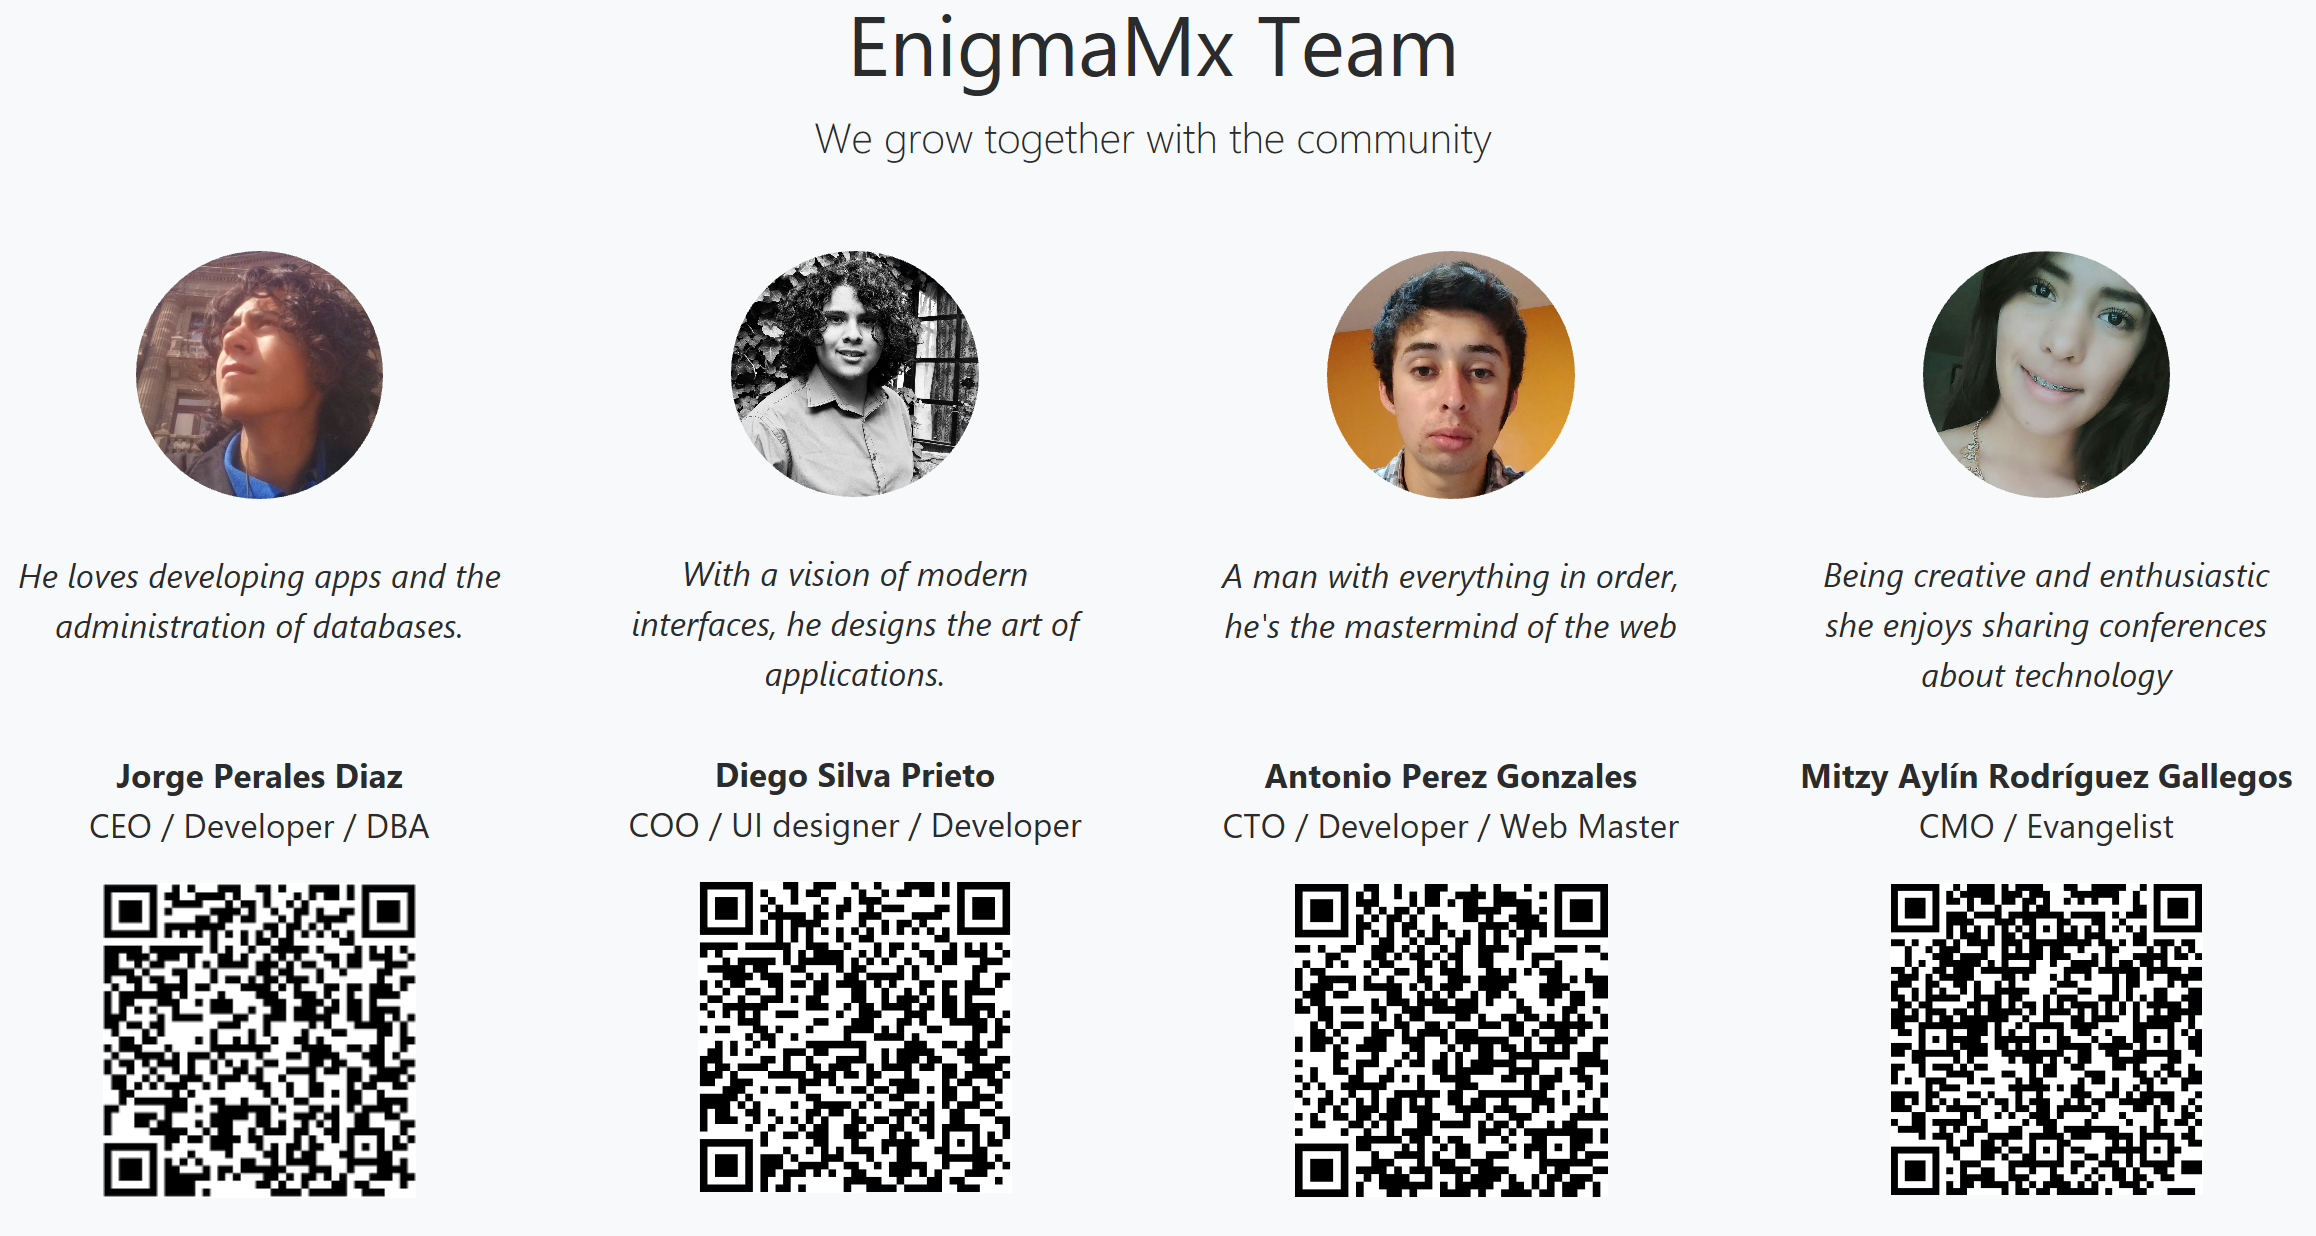 EnigmaMx Team
We grow together with the community
He loves developing apps and the
administration of databases.
Jorge Perales Diaz
CEO / Developer / DBA
With a vision of modern
interfaces, he designs the art of
applications.
Diego Silva Prieto
COO / UI designer / Developer
A man with everything in order,
he's the mastermind of the web
Antonio Perez Gonzales
CTO / Developer / Web Master
Being creative and enthusiastic
she enjoys sharing conferences
about technology
Mitzy Aylín Rodríguez Gallegos
CMO / Evangelist